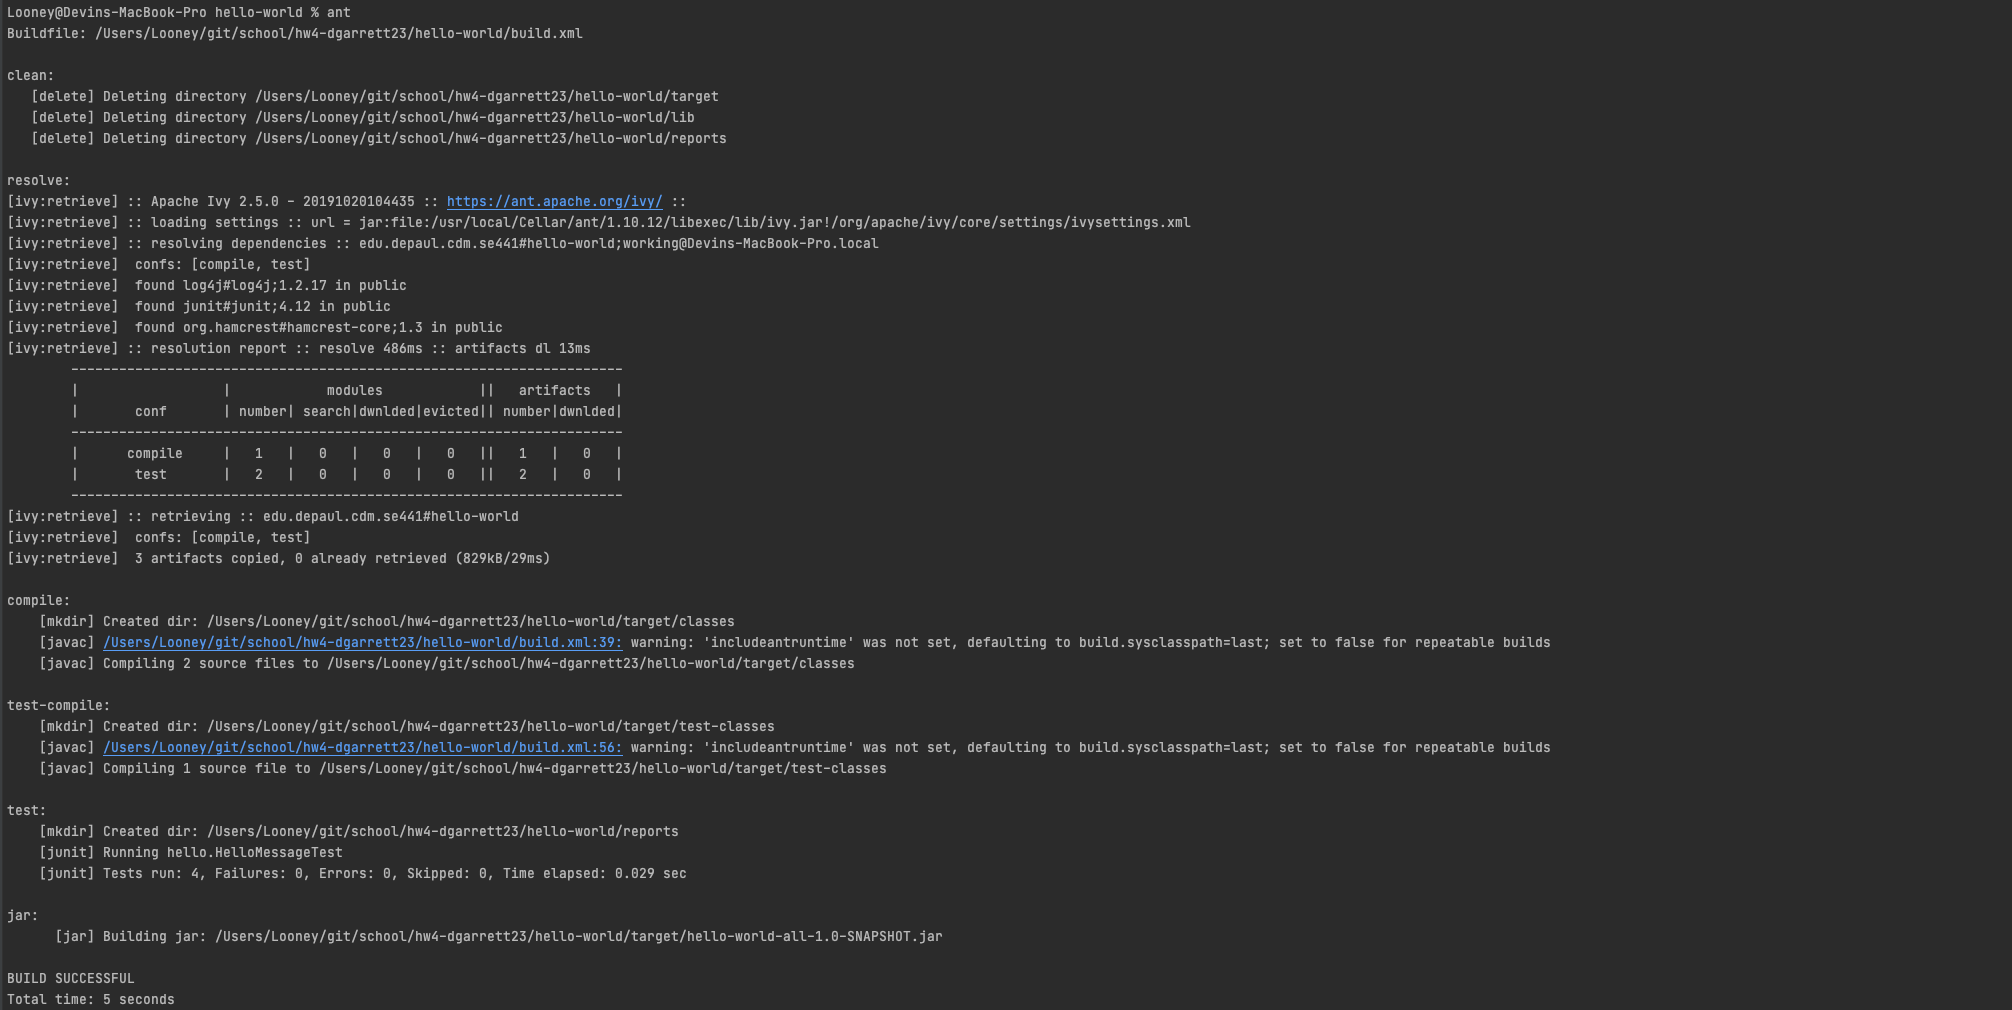 Looney@Devins-MacBook-Pro hello-world % ant
Buildfile: /Users/Looney/git/school/hw4-dgarrett23/hello-world/build.xml

clean:
   [delete] Deleting directory /Users/Looney/git/school/hw4-dgarrett23/hello-world/target
   [delete] Deleting directory /Users/Looney/git/school/hw4-dgarrett23/hello-world/lib
   [delete] Deleting directory /Users/Looney/git/school/hw4-dgarrett23/hello-world/reports

resolve:
[ivy:retrieve] :: Apache Ivy 2.5.0 - 20191020104435 :: https://ant.apache.org/ivy/ ::
[ivy:retrieve] :: loading settings :: url = jar:file:/usr/local/Cellar/ant/1.10.12/libexec/lib/ivy.jar!/org/apache/ivy/core/settings/ivysettings.xml
[ivy:retrieve] :: resolving dependencies :: edu.depaul.cdm.se441#hello-world;working@Devins-MacBook-Pro.local
[ivy:retrieve]  confs: [compile, test]
[ivy:retrieve]  found log4j#log4j;1.2.17 in public
[ivy:retrieve]  found junit#junit;4.12 in public
[ivy:retrieve]  found org.hamcrest#hamcrest-core;1.3 in public
[ivy:retrieve] :: resolution report :: resolve 486ms :: artifacts dl 13ms
        ---------------------------------------------------------------------
        |                  |            modules            ||   artifacts   |
        |       conf       | number| search|dwnlded|evicted|| number|dwnlded|
        ---------------------------------------------------------------------
        |      compile     |   1   |   0   |   0   |   0   ||   1   |   0   |
        |       test       |   2   |   0   |   0   |   0   ||   2   |   0   |
        ---------------------------------------------------------------------
[ivy:retrieve] :: retrieving :: edu.depaul.cdm.se441#hello-world
[ivy:retrieve]  confs: [compile, test]
[ivy:retrieve]  3 artifacts copied, 0 already retrieved (829kB/29ms)

compile:
    [mkdir] Created dir: /Users/Looney/git/school/hw4-dgarrett23/hello-world/target/classes
    [javac] /Users/Looney/git/school/hw4-dgarrett23/hello-world/build.xml:39: warning: 'includeantruntime' was not set, defaulting to build.sysclasspath=last; set to false for repeatable builds
    [javac] Compiling 2 source files to /Users/Looney/git/school/hw4-dgarrett23/hello-world/target/classes

test-compile:
    [mkdir] Created dir: /Users/Looney/git/school/hw4-dgarrett23/hello-world/target/test-classes
    [javac] /Users/Looney/git/school/hw4-dgarrett23/hello-world/build.xml:56: warning: 'includeantruntime' was not set, defaulting to build.sysclasspath=last; set to false for repeatable builds
    [javac] Compiling 1 source file to /Users/Looney/git/school/hw4-dgarrett23/hello-world/target/test-classes

test:
    [mkdir] Created dir: /Users/Looney/git/school/hw4-dgarrett23/hello-world/reports
    [junit] Running hello.HelloMessageTest
    [junit] Tests run: 4, Failures: 0, Errors: 0, Skipped: 0, Time elapsed: 0.029 sec

jar:
      [jar] Building jar: /Users/Looney/git/school/hw4-dgarrett23/hello-world/target/hello-world-all-1.0-SNAPSHOT.jar

BUILD SUCCESSFUL
Total time: 5 seconds